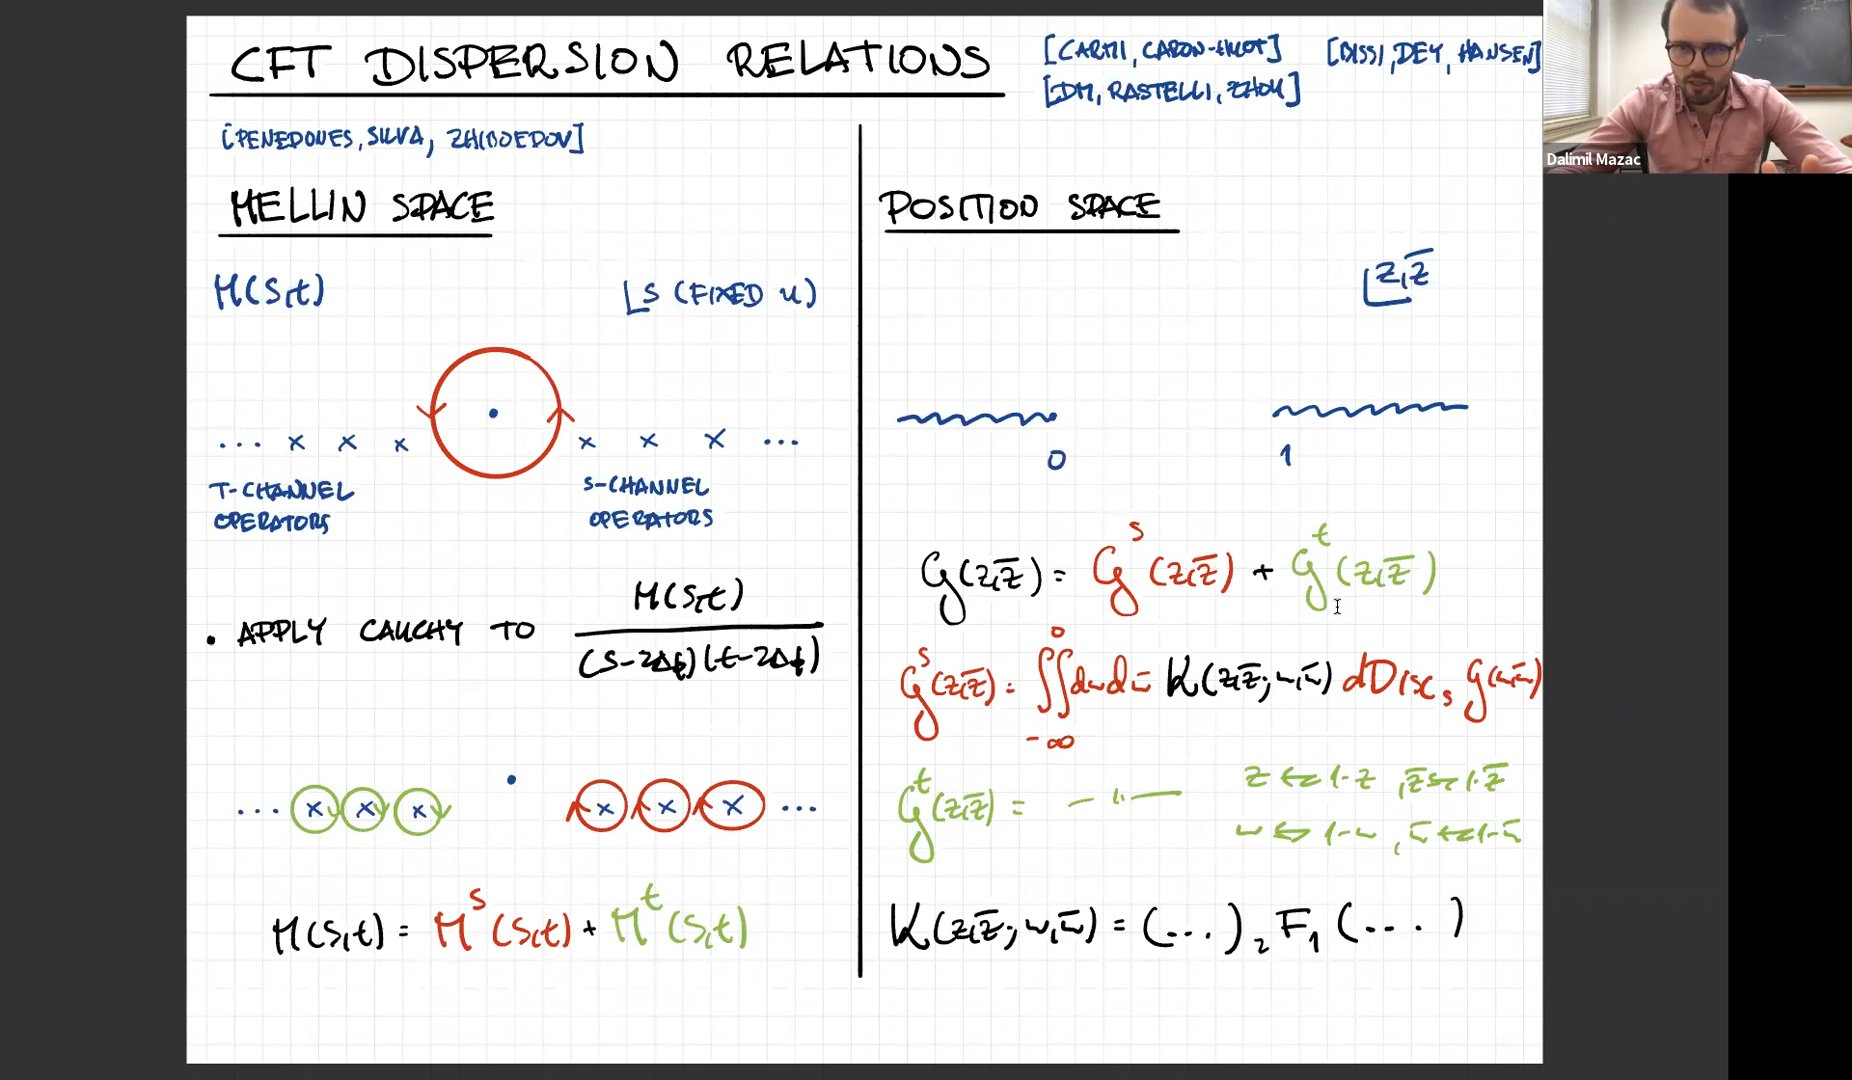 CFT DISPERSION RELATIONS
[CARMI, CARON-HUOT] [BISSI, DEY, HANSEN]
[DM, RASTELLI, ZHOU]
Dalimil Mazac
[PENEDONES, SILVA, ZHIBOEDOV]
MELLIN SPACE
M(s,t)
s (FIXED u)
... × × × × × × ...
T-CHANNEL
OPERATORS
S-CHANNEL
OPERATORS
• APPLY CAUCHY TO M(s,t) / (s-2Δφ)(t-2Δφ)
... × × × × × × ...
M(s,t) = M^s(s,t) + M^t(s,t)
POSITION SPACE
z, z̄
0 1
G(z,z̄) = G^s(z,z̄) + G^t(z,z̄)
G^s(z,z̄) = ∫∫_{-∞}^{0} dw dw̄ K(z,z̄; w,w̄) dDisc_s G(w,w̄)
G^t(z,z̄) = —"— z ↔ 1-z, z̄ ↔ 1-z̄
w ↔ 1-w, w̄ ↔ 1-w̄
K(z,z̄; w,w̄) = (...) ₂F₁ (....)